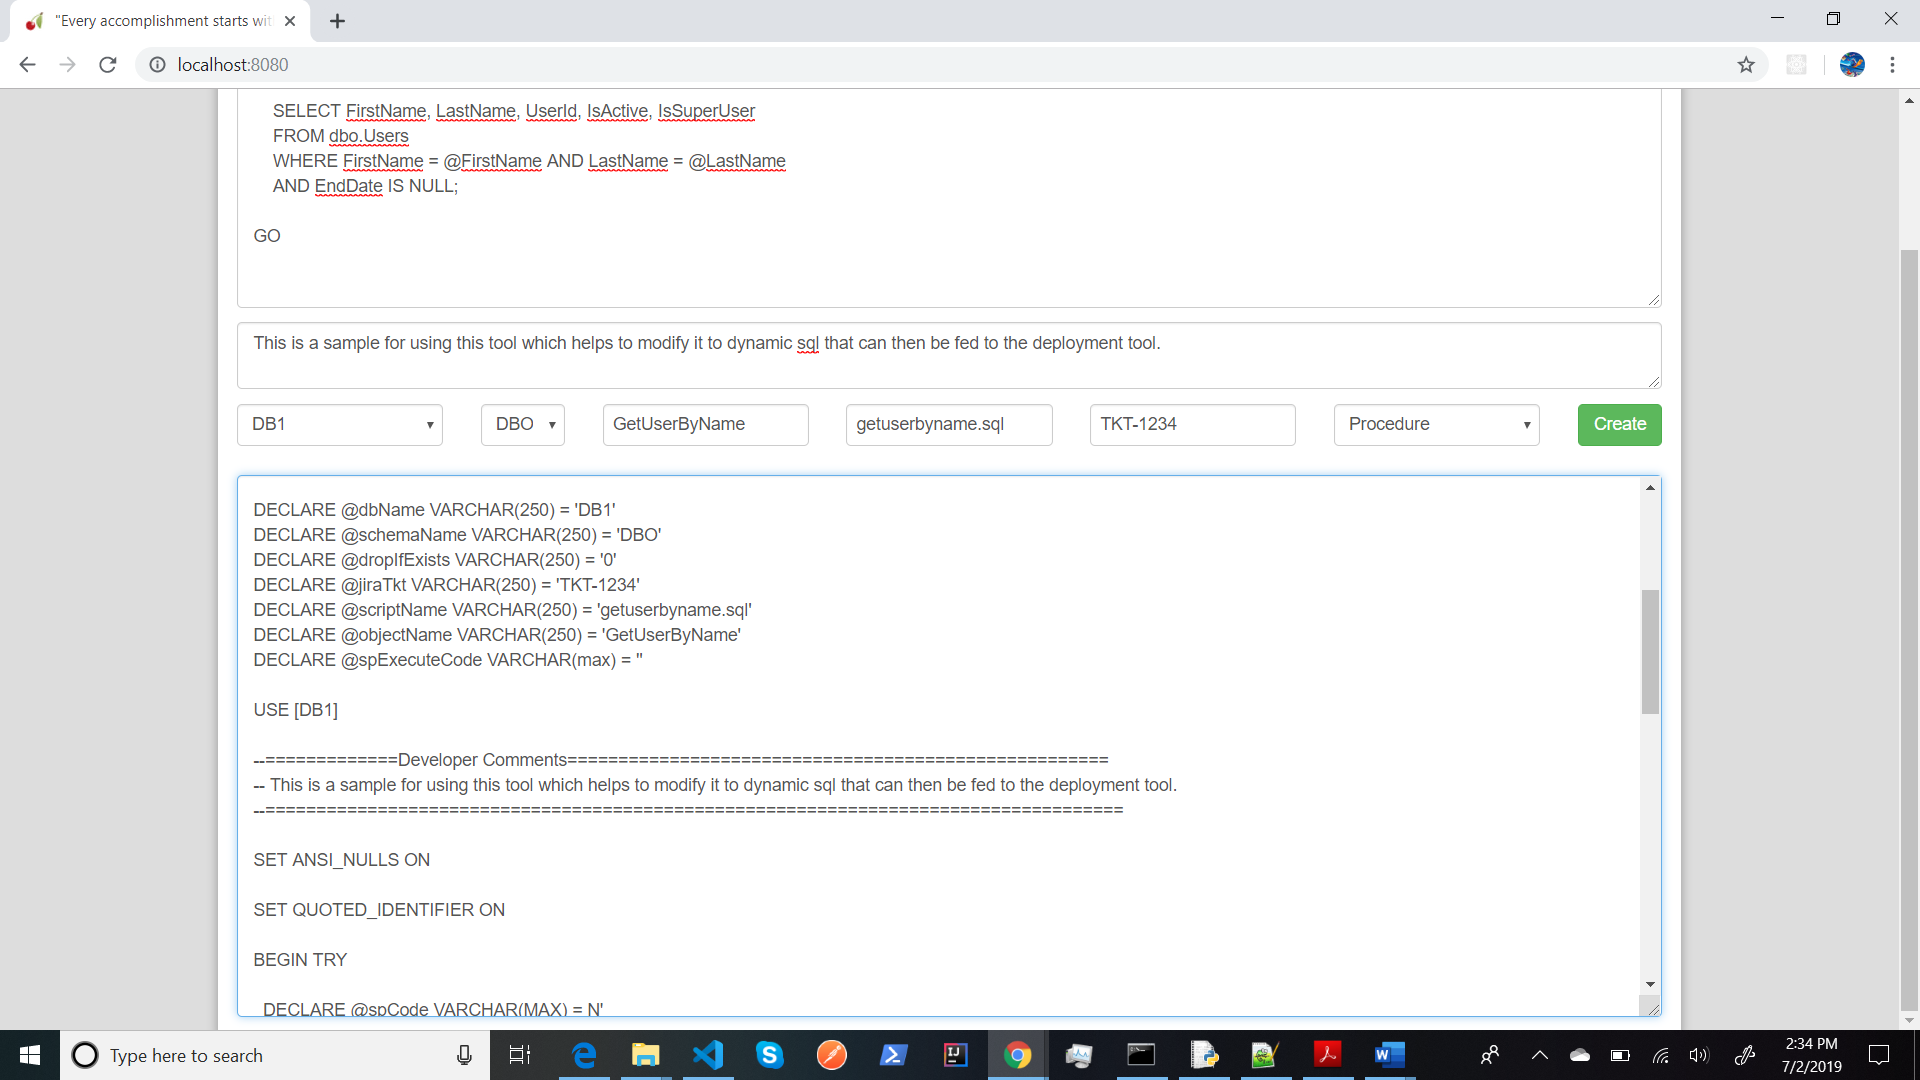 "Every accomplishment starts wit
localhost:8080
SELECT FirstName, LastName, UserId, IsActive, IsSuperUser
FROM dbo.Users
WHERE FirstName = @FirstName AND LastName = @LastName
AND EndDate IS NULL;
GO
This is a sample for using this tool which helps to modify it to dynamic sql that can then be fed to the deployment tool.
DB1 DBO GetUserByName getuserbyname.sql TKT-1234 Procedure Create
DECLARE @dbName VARCHAR(250) = 'DB1'
DECLARE @schemaName VARCHAR(250) = 'DBO'
DECLARE @dropIfExists VARCHAR(250) = '0'
DECLARE @jiraTkt VARCHAR(250) = 'TKT-1234'
DECLARE @scriptName VARCHAR(250) = 'getuserbyname.sql'
DECLARE @objectName VARCHAR(250) = 'GetUserByName'
DECLARE @spExecuteCode VARCHAR(max) = ''
USE [DB1]
--=============Developer Comments=====================================================
-- This is a sample for using this tool which helps to modify it to dynamic sql that can then be fed to the deployment tool.
--====================================================================================
SET ANSI_NULLS ON
SET QUOTED_IDENTIFIER ON
BEGIN TRY
DECLARE @spCode VARCHAR(MAX) = N'
Type here to search
2:34 PM
7/2/2019